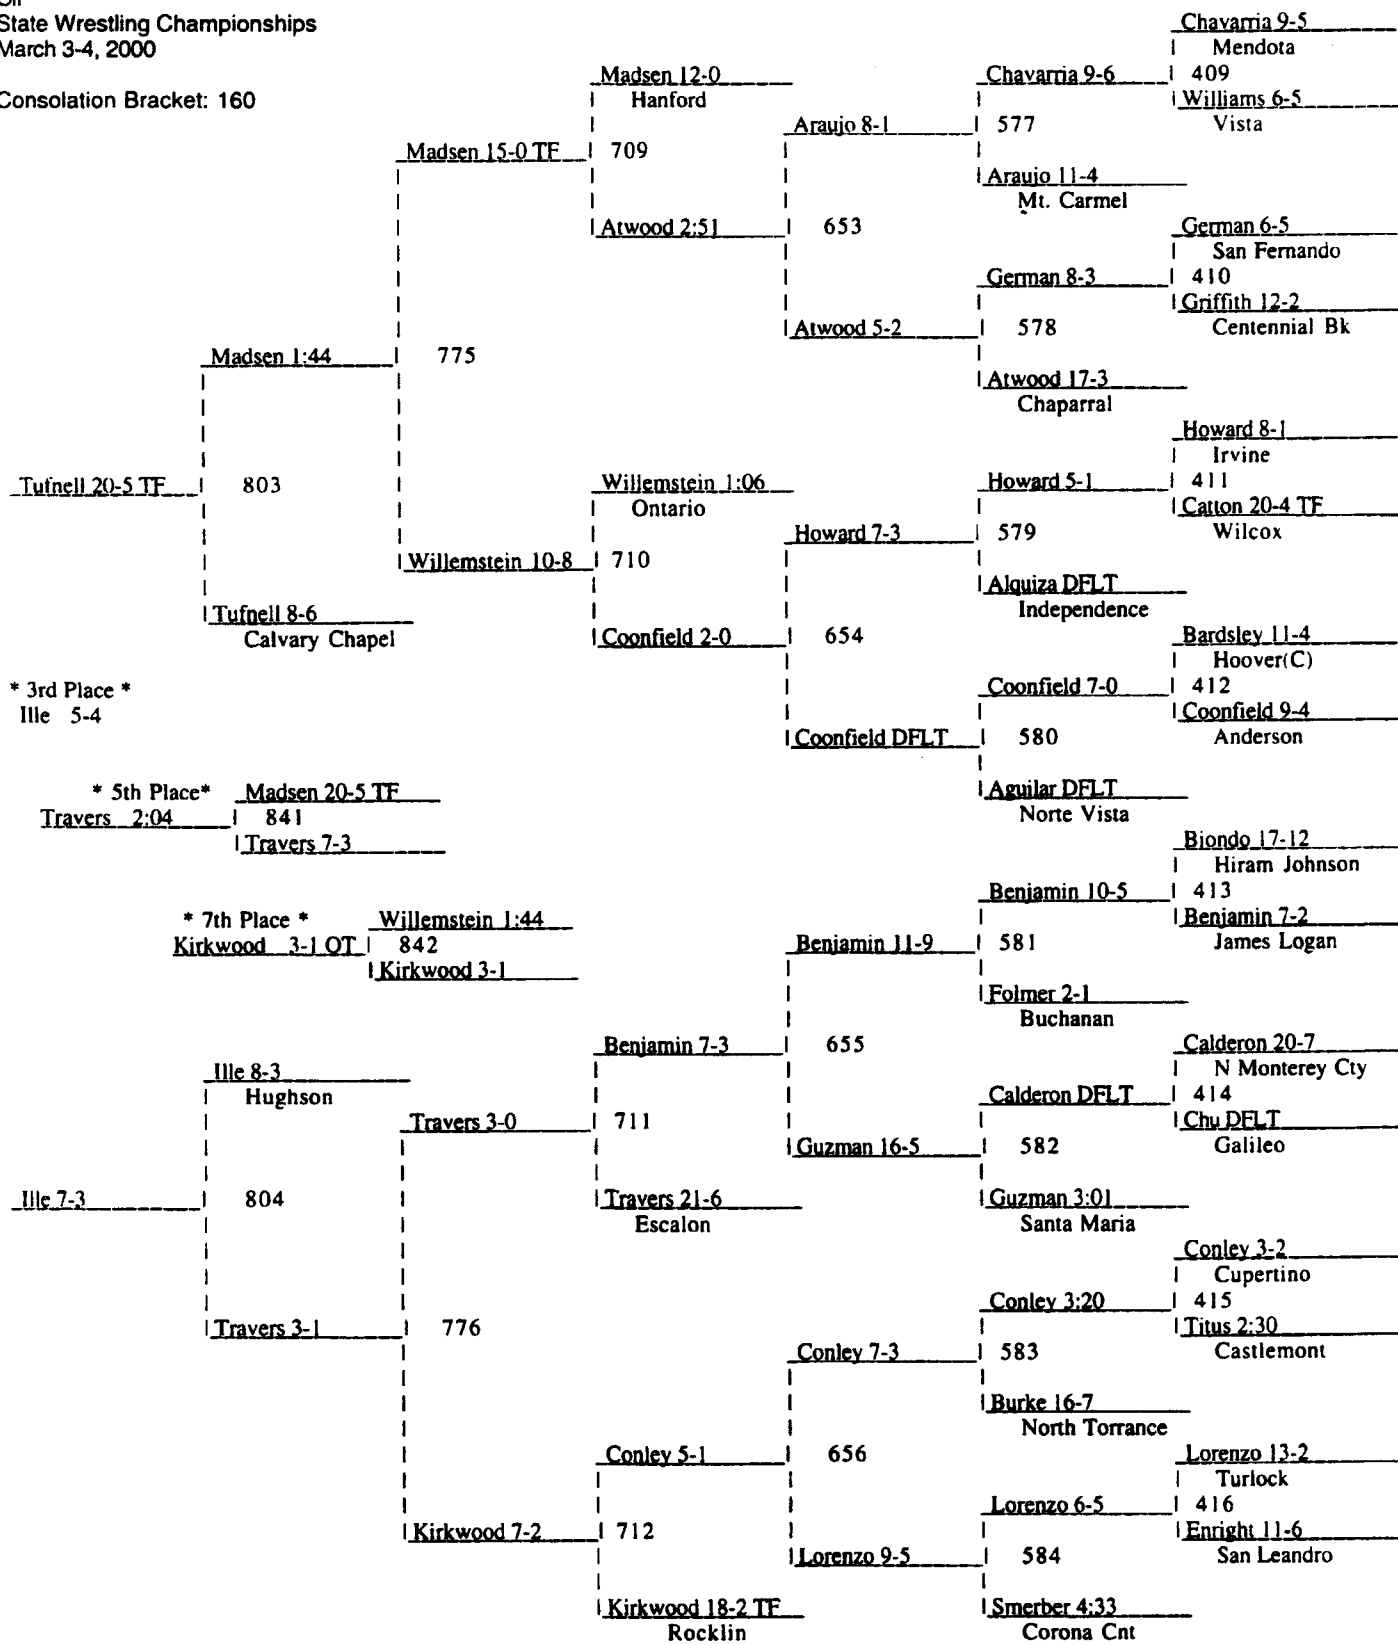 State Wrestling Championships
March 3-4, 2000
Consolation Bracket: 160
Chavarria 9-5
Mendota
409
Williams 6-5
Vista
Chavarria 9-6
577
Araujo 11-4
Mt. Carmel
German 6-5
San Fernando
410
Griffith 12-2
Centennial Bk
German 8-3
578
Atwood 17-3
Chaparral
Howard 8-1
Irvine
411
Catton 20-4 TF
Wilcox
Howard 5-1
579
Alquiza DFLT
Independence
Bardsley 11-4
Hoover(C)
412
Coonfield 9-4
Anderson
Coonfield 7-0
580
Aguilar DFLT
Norte Vista
Biondo 17-12
Hiram Johnson
413
Benjamin 7-2
James Logan
Benjamin 10-5
581
Folmer 2-1
Buchanan
Calderon 20-7
N Monterey Cty
414
Chu DFLT
Galileo
Calderon DFLT
582
Guzman 3:01
Santa Maria
Conley 3-2
Cupertino
415
Titus 2:30
Castlemont
Conley 3:20
583
Burke 16-7
North Torrance
Lorenzo 13-2
Turlock
416
Enright 11-6
San Leandro
Lorenzo 6-5
584
Smerber 4:33
Corona Cnt
Araujo 8-1
653
Atwood 5-2
Howard 7-3
654
Coonfield DFLT
Benjamin 11-9
655
Guzman 16-5
Conley 7-3
656
Lorenzo 9-5
Madsen 12-0
Hanford
709
Atwood 2:51
Willemstein 1:06
Ontario
710
Coonfield 2-0
Benjamin 7-3
711
Travers 21-6
Escalon
Conley 5-1
712
Kirkwood 18-2 TF
Rocklin
Madsen 15-0 TF
775
Willemstein 10-8
Travers 3-0
776
Kirkwood 7-2
Madsen 1:44
803
Tufnell 8-6
Calvary Chapel
Tufnell 20-5 TF
Ille 8-3
Hughson
804
Travers 3-1
Ille 7-3
* 3rd Place *
Ille 5-4
* 5th Place*
Madsen 20-5 TF
Travers 2:04
841
Travers 7-3
* 7th Place *
Willemstein 1:44
Kirkwood 3-1 OT
842
Kirkwood 3-1